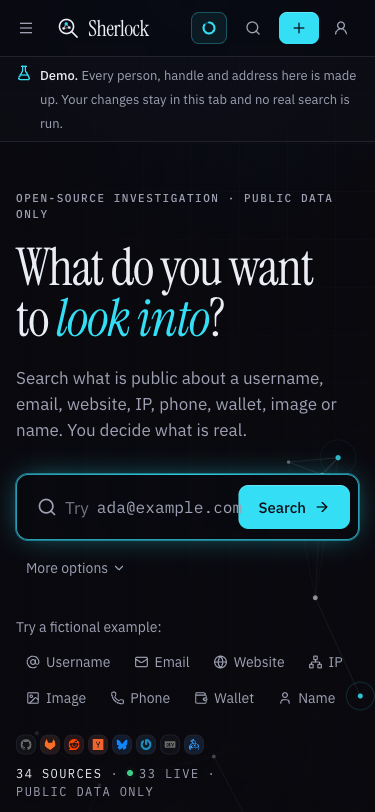 Sherlock
Demo. Every person, handle and address here is made
up. Your changes stay in this tab and no real search is
run.
OPEN-SOURCE INVESTIGATION · PUBLIC DATA
ONLY
What do you want
to look into?
Search what is public about a username,
email, website, IP, phone, wallet, image or
name. You decide what is real.
Try ada@example.com Search
More options
Try a fictional example:
Username Email Website IP
Image Phone Wallet Name
34 SOURCES · 33 LIVE ·
PUBLIC DATA ONLY